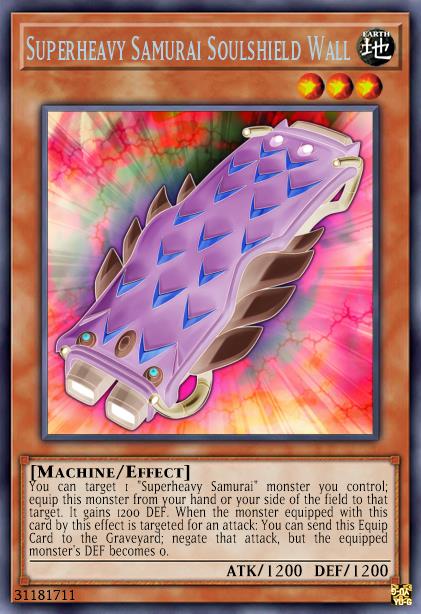 Superheavy Samurai Soulshield Wall
EARTH
地
[Machine/Effect]
You can target 1 "Superheavy Samurai" monster you control;
equip this monster from your hand or your side of the field to that
target. It gains 1200 DEF. When the monster equipped with this
card by this effect is targeted for an attack: You can send this Equip
Card to the Graveyard; negate that attack, but the equipped
monster's DEF becomes 0.
ATK/1200 DEF/1200
31181711